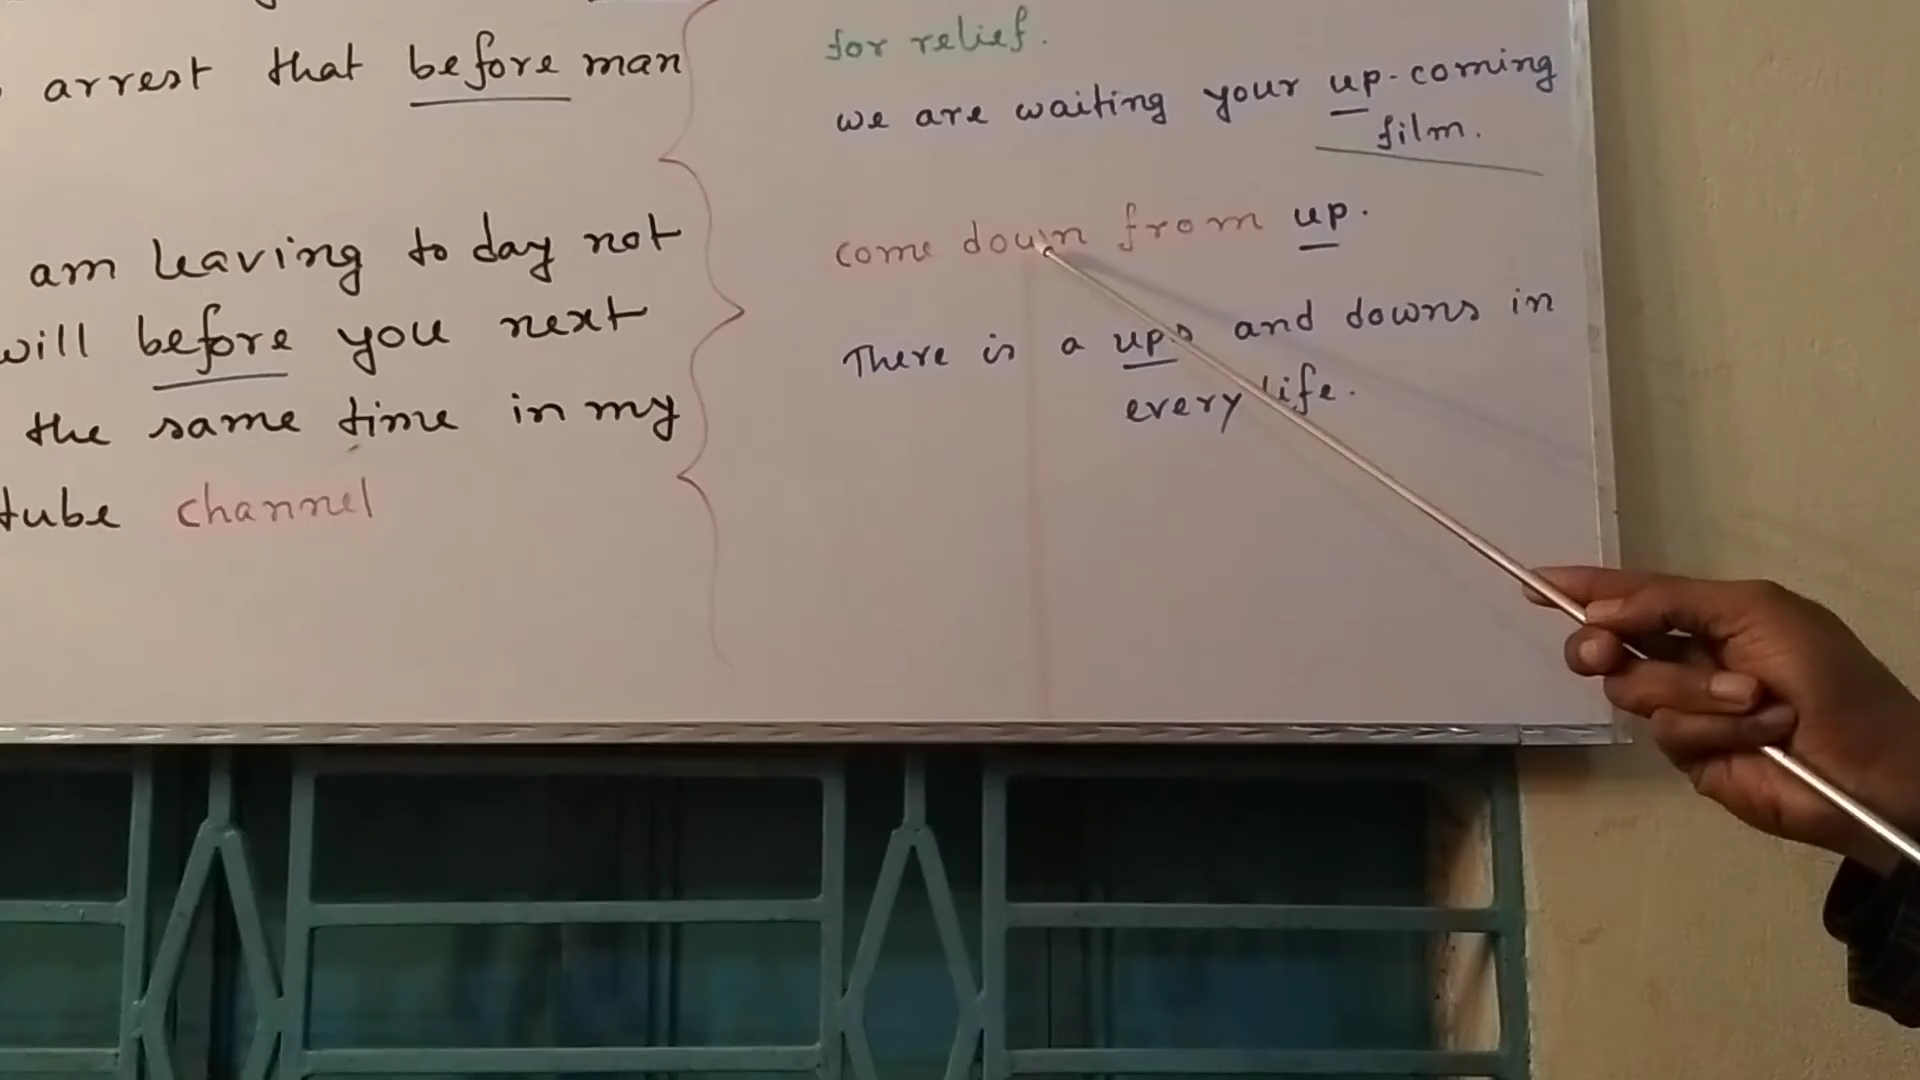 arrest that before man
am leaving to day not
will before you next
the same time in my
tube channel
for relief.
we are waiting your up-coming
film.
come down from up.
There is a ups and downs in
every life.